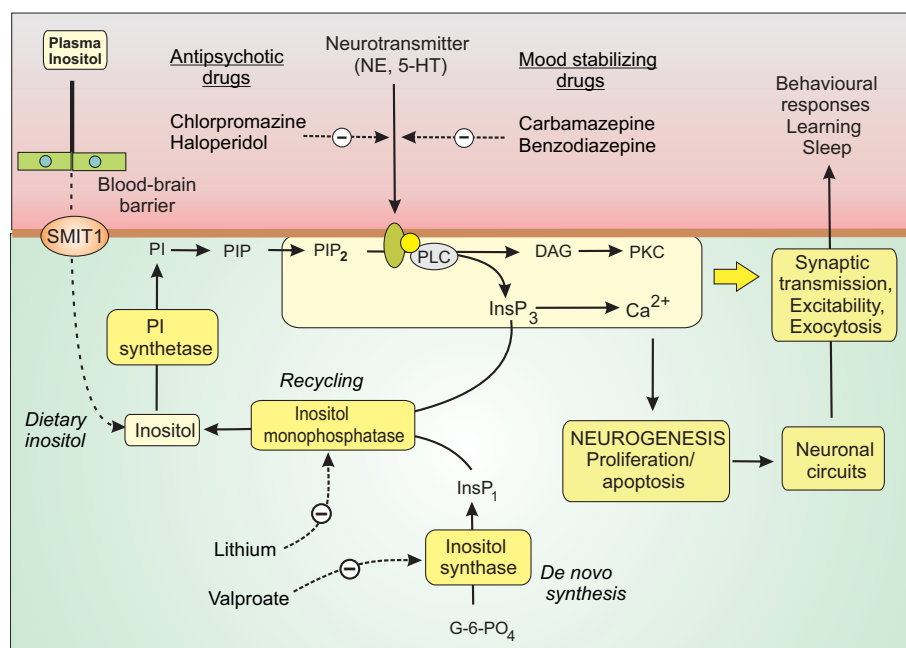 Plasma
Inositol
Antipsychotic
drugs
Neurotransmitter
(NE, 5-HT)
Mood stabilizing
drugs
Behavioural
responses
Learning
Sleep
Chlorpromazine
Haloperidol
−
−
Carbamazepine
Benzodiazepine
Blood-brain
barrier
SMIT1
PI
PIP
PIP₂
PLC
DAG
PKC
InsP₃
Ca²⁺
Synaptic
transmission,
Excitability,
Exocytosis
PI
synthetase
Recycling
Dietary
inositol
Inositol
Inositol
monophosphatase
NEUROGENESIS
Proliferation/
apoptosis
Neuronal
circuits
InsP₁
−
Lithium
Valproate
−
Inositol
synthase
De novo
synthesis
G-6-PO₄